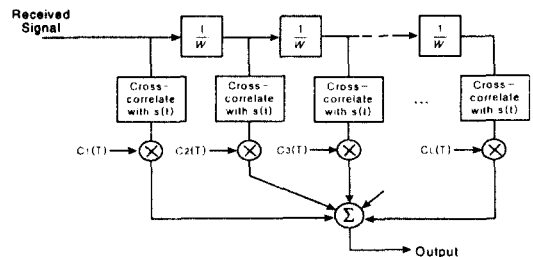 Received
Signal
1
W
1
W
1
W
Cross-
correlate
with s(t)
Cross-
correlate
with s(t)
Cross-
correlate
with s(t)
...
Cross-
correlate
with s(t)
C1(T)
C2(T)
C3(T)
CL(T)
Σ
Output